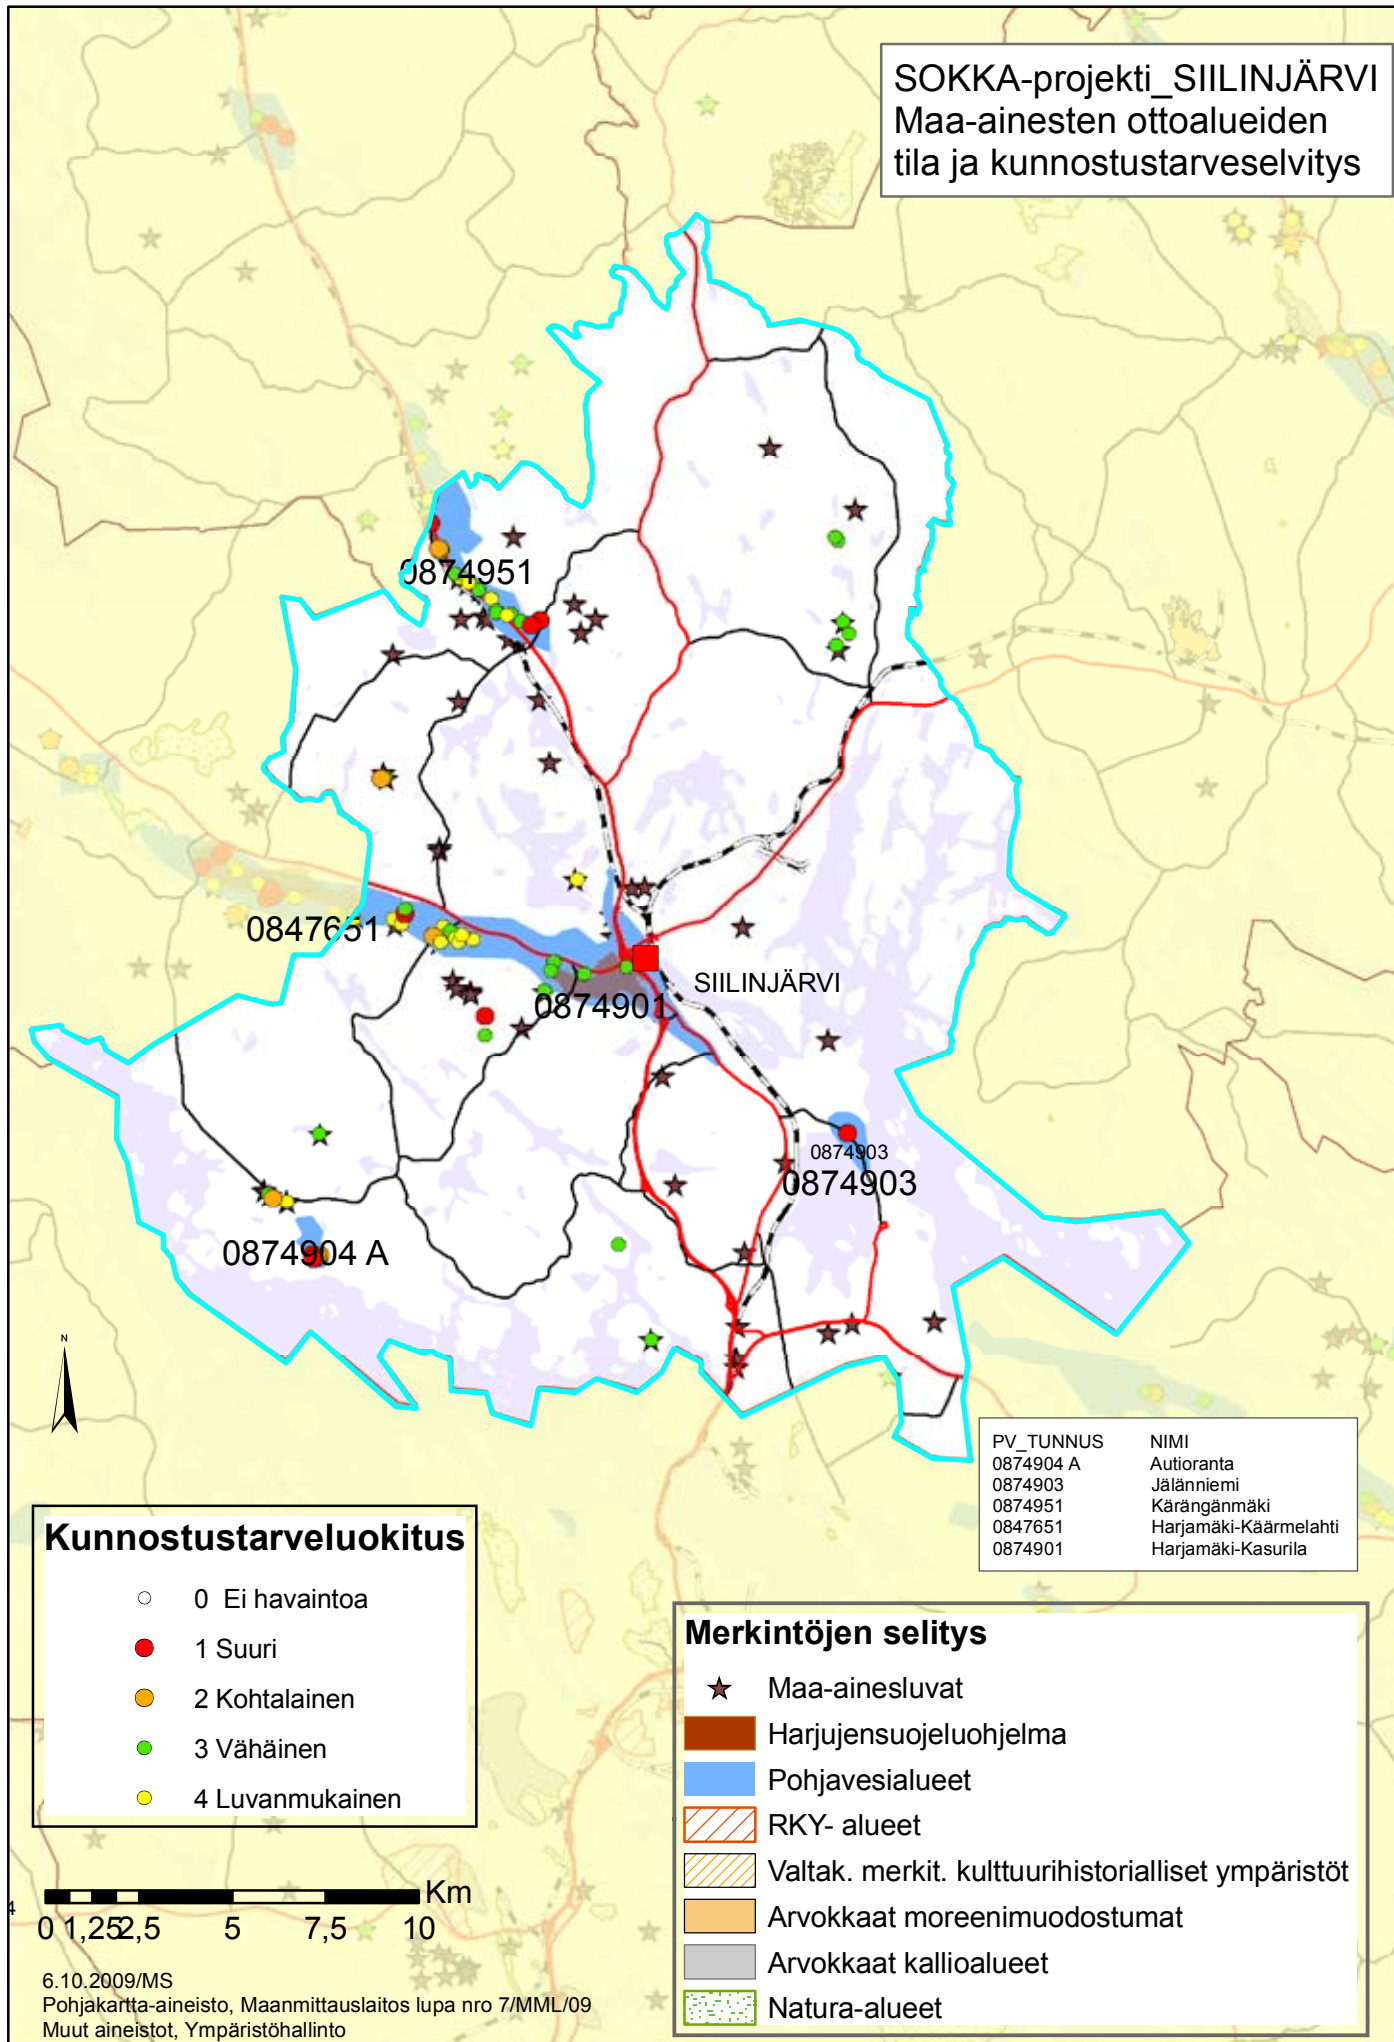 SOKKA-projekti_SIILINJÄRVI
Maa-ainesten ottoalueiden
tila ja kunnostustarveselvitys
0874951
0847651
0874901
SIILINJÄRVI
0874903
0874903
0874904 A
N
PV_TUNNUS NIMI
0874904 A Autioranta
0874903 Jälänniemi
0874951 Kärängänmäki
0847651 Harjamäki-Käärmelahti
0874901 Harjamäki-Kasurila
Kunnostustarveluokitus
0 Ei havaintoa
1 Suuri
2 Kohtalainen
3 Vähäinen
4 Luvanmukainen
Merkintöjen selitys
Maa-ainesluvat
Harjujensuojeluohjelma
Pohjavesialueet
RKY- alueet
Valtak. merkit. kulttuurihistorialliset ympäristöt
Arvokkaat moreenimuodostumat
Arvokkaat kallioalueet
Natura-alueet
Km
0 1,25 2,5 5 7,5 10
4
6.10.2009/MS
Pohjakartta-aineisto, Maanmittauslaitos lupa nro 7/MML/09
Muut aineistot, Ympäristöhallinto